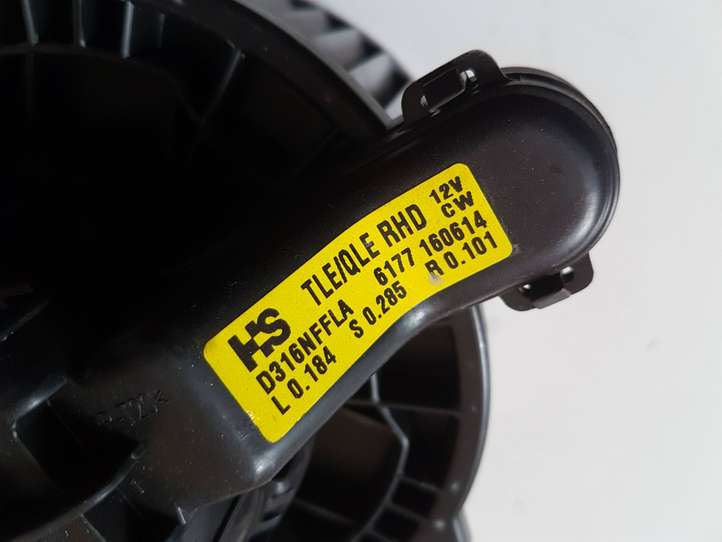 HS TLE/QLE RHD 12V CW
D316NFFLA 6177 160614
L 0.184 S 0.285 R 0.101